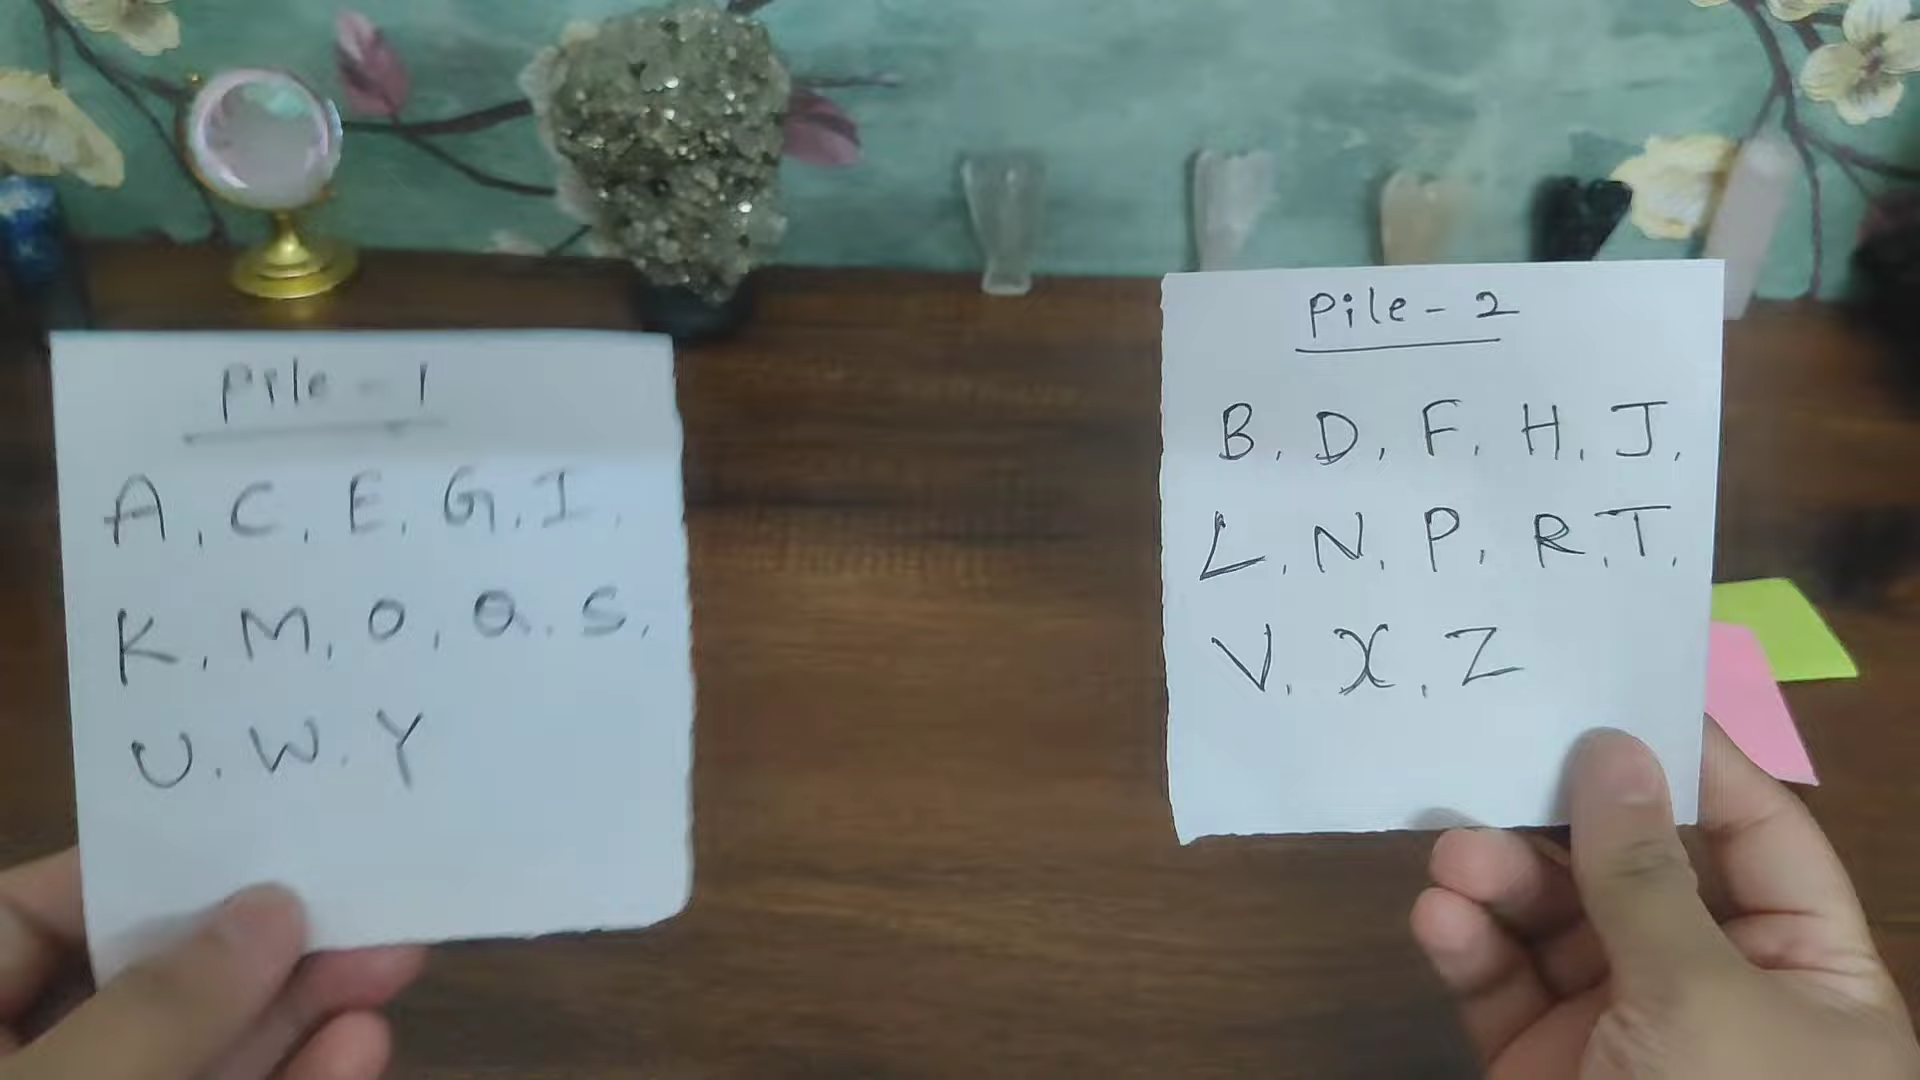 Pile - 1
A, C, E, G, I,
K, M, O, Q, S,
U, W, Y
Pile - 2
B, D, F, H, J,
L, N, P, R, T,
V, X, Z